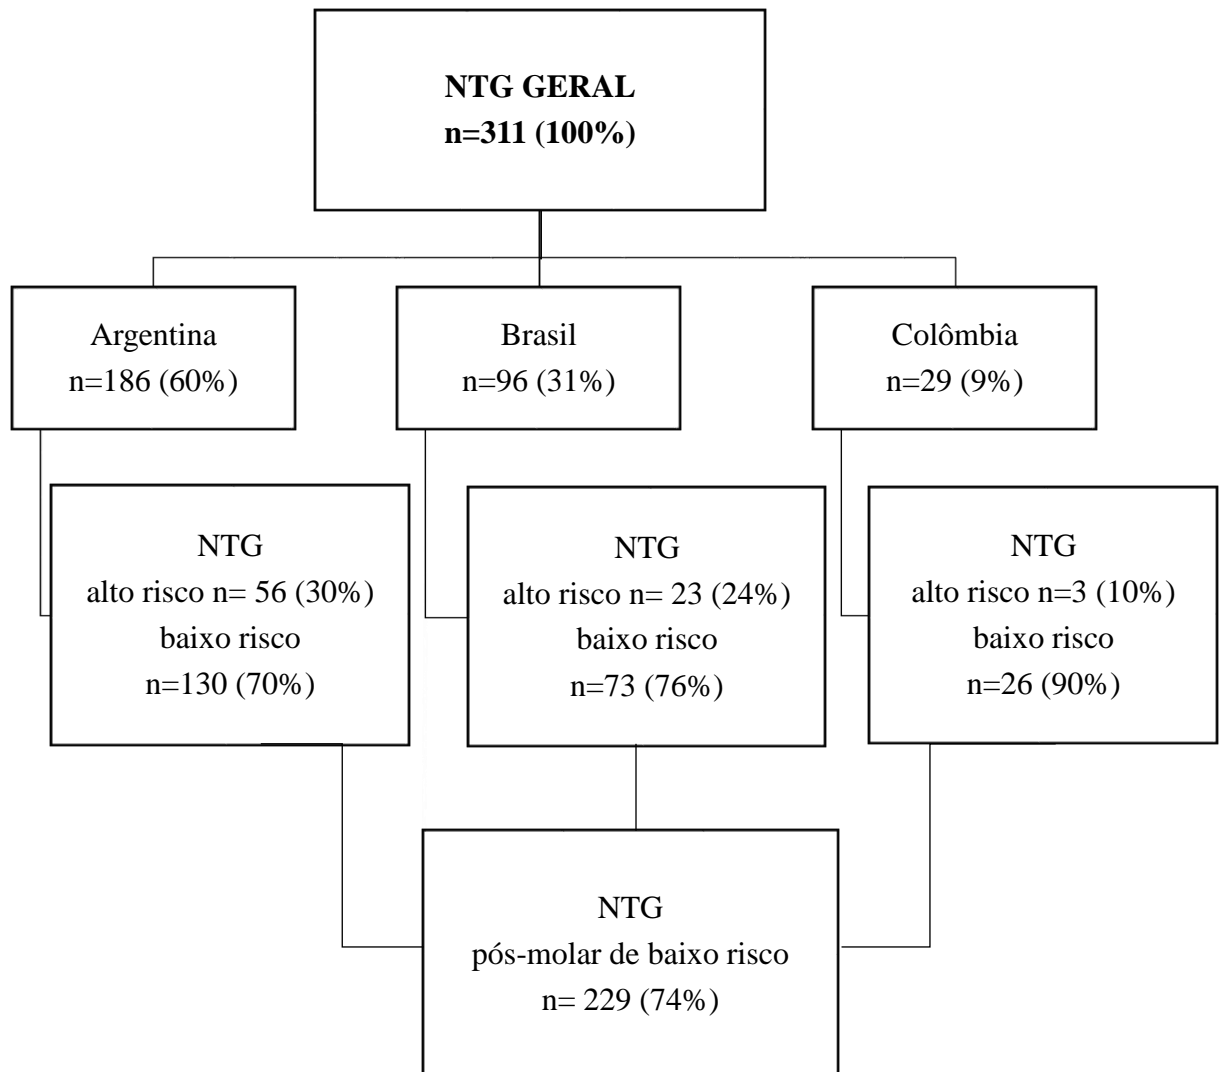 NTG GERAL
n=311 (100%)
Argentina
n=186 (60%)
Brasil
n=96 (31%)
Colômbia
n=29 (9%)
NTG
alto risco n= 56 (30%)
baixo risco
n=130 (70%)
NTG
alto risco n= 23 (24%)
baixo risco
n=73 (76%)
NTG
alto risco n=3 (10%)
baixo risco
n=26 (90%)
NTG
pós-molar de baixo risco
n= 229 (74%)